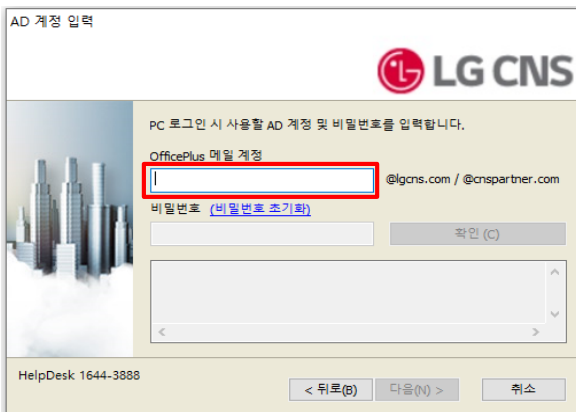 AD 계정 입력
LG CNS
PC 로그인 시 사용할 AD 계정 및 비밀번호를 입력합니다.
OfficePlus 메일 계정
@lgcns.com / @cnspartner.com
비밀번호 (비밀번호 초기화)
확인 (C)
HelpDesk 1644-3888
< 뒤로(B) 다음(N) > 취소